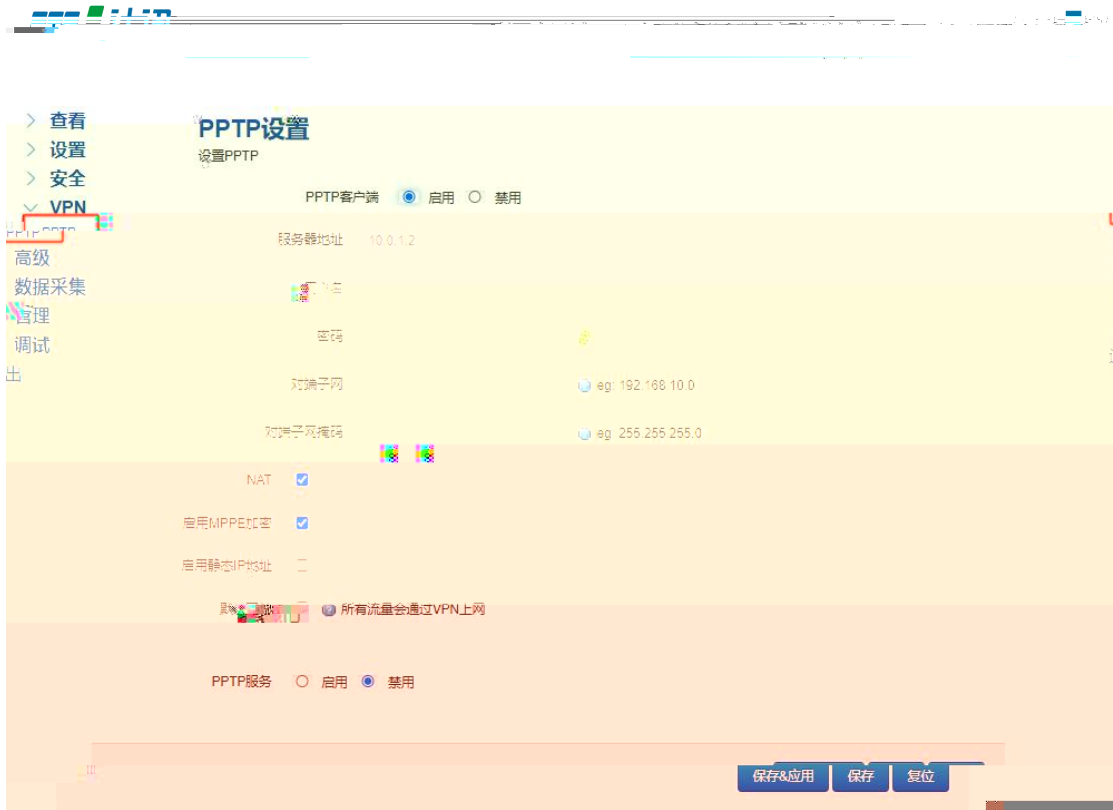 查看
设置
安全
VPN
高级
数据采集
管理
调试
出
PPTP设置
设置PPTP
PPTP客户端 启用 禁用
服务器地址 10.0.1.2
密码
对端子网 eg: 192.168.10.0
对端子网掩码 eg: 255.255.255.0
NAT
启用MPPE加密
启用静态IP地址
所有流量会通过VPN上网
PPTP服务 启用 禁用
保存&应用 保存 复位